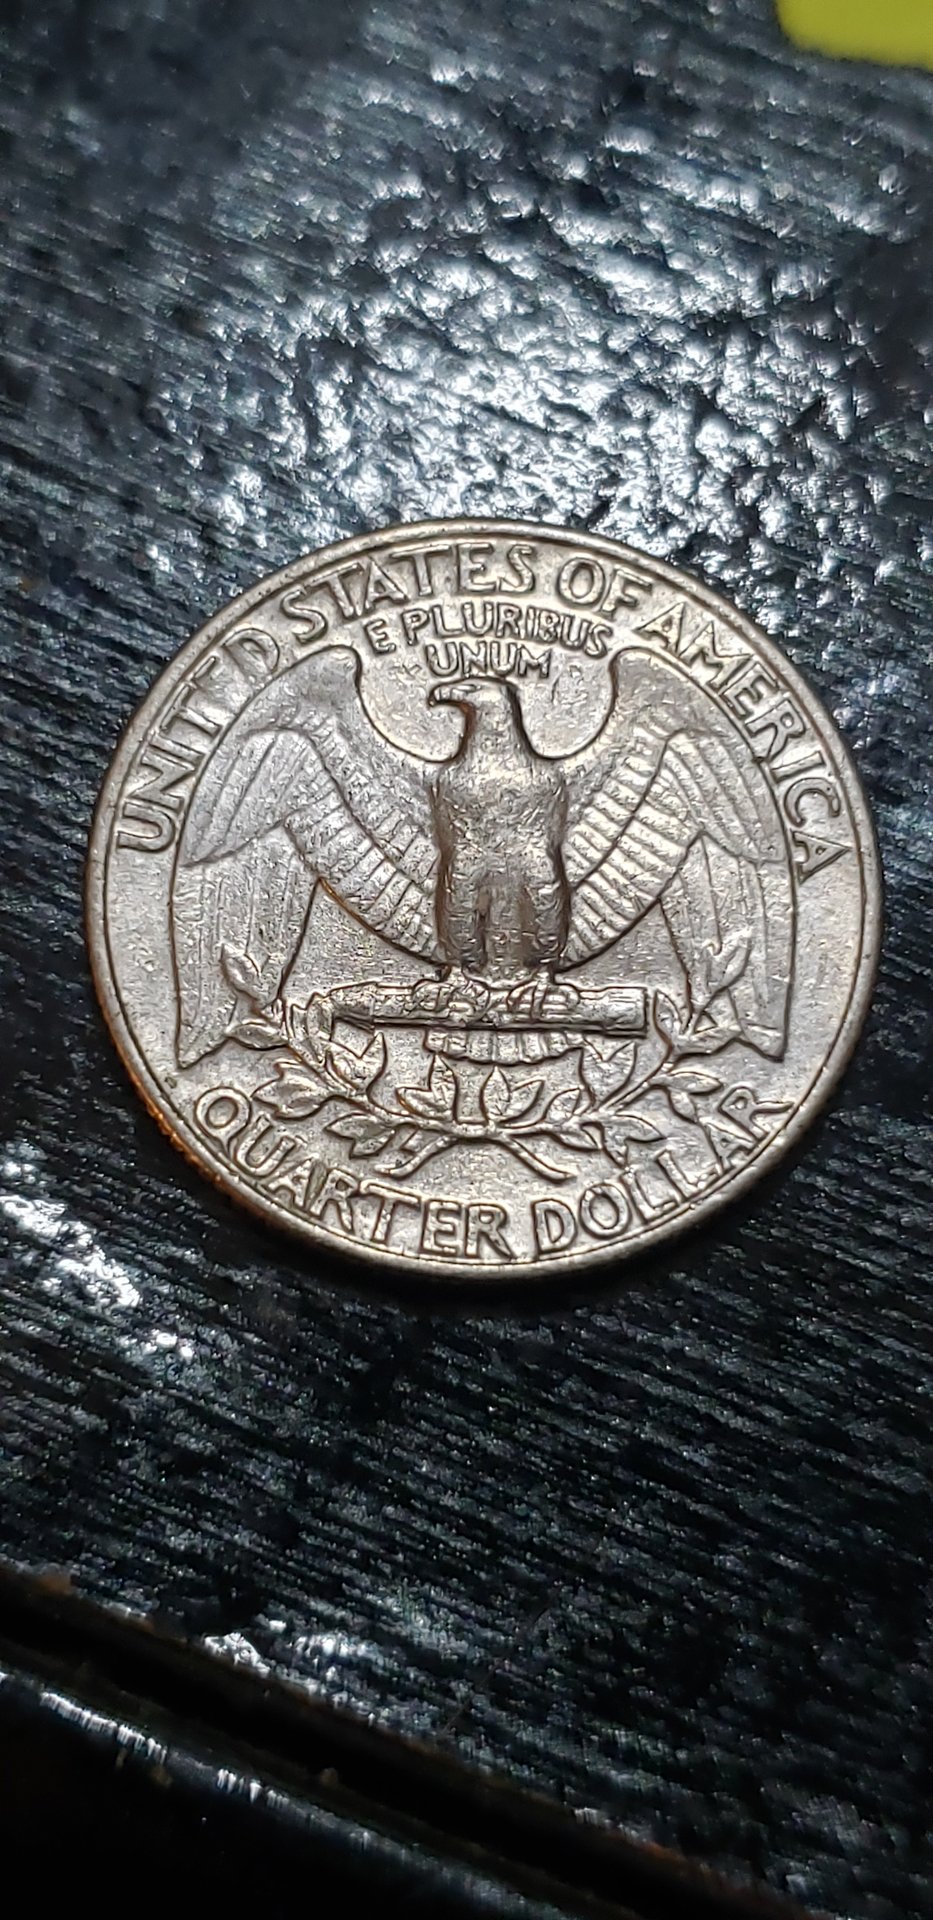 UNITED STATES OF AMERICA
E PLURIBUS
UNUM
QUARTER DOLLAR